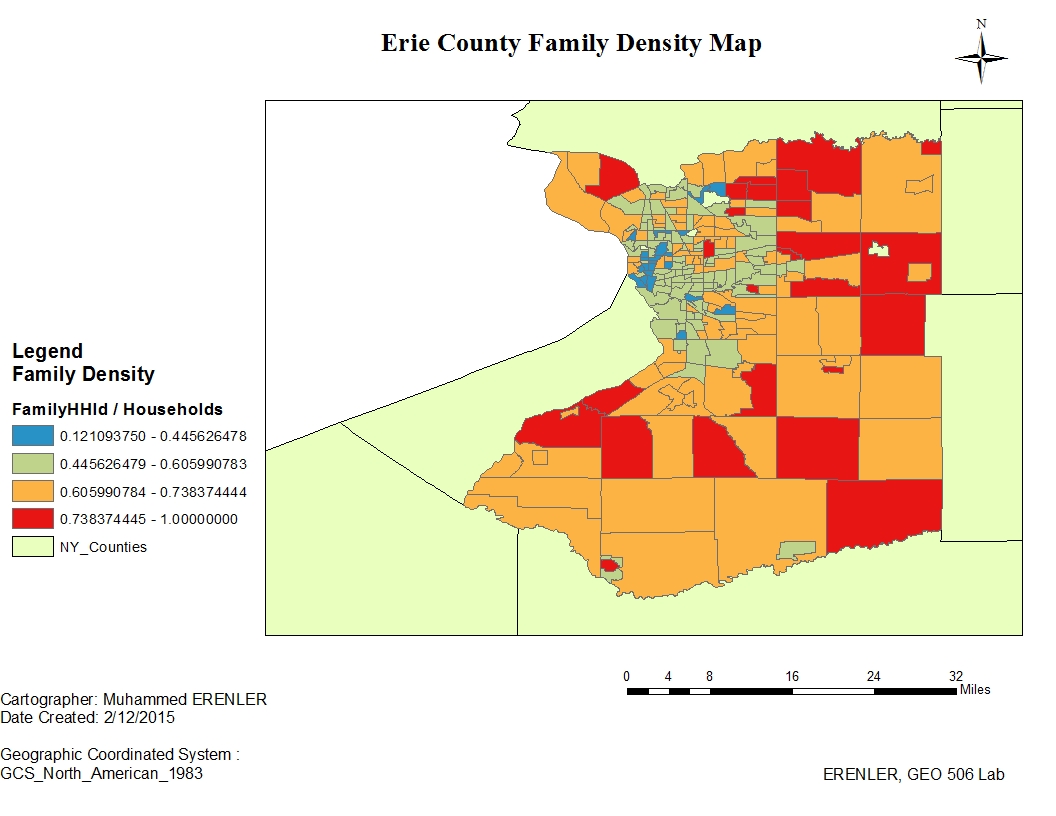 Erie County Family Density Map
N
Legend
Family Density
FamilyHHld / Households
0.121093750 - 0.445626478
0.445626479 - 0.605990783
0.605990784 - 0.738374444
0.738374445 - 1.00000000
NY_Counties
0 4 8 16 24 32
Miles
Cartographer: Muhammed ERENLER
Date Created: 2/12/2015
Geographic Coordinated System :
GCS_North_American_1983
ERENLER, GEO 506 Lab